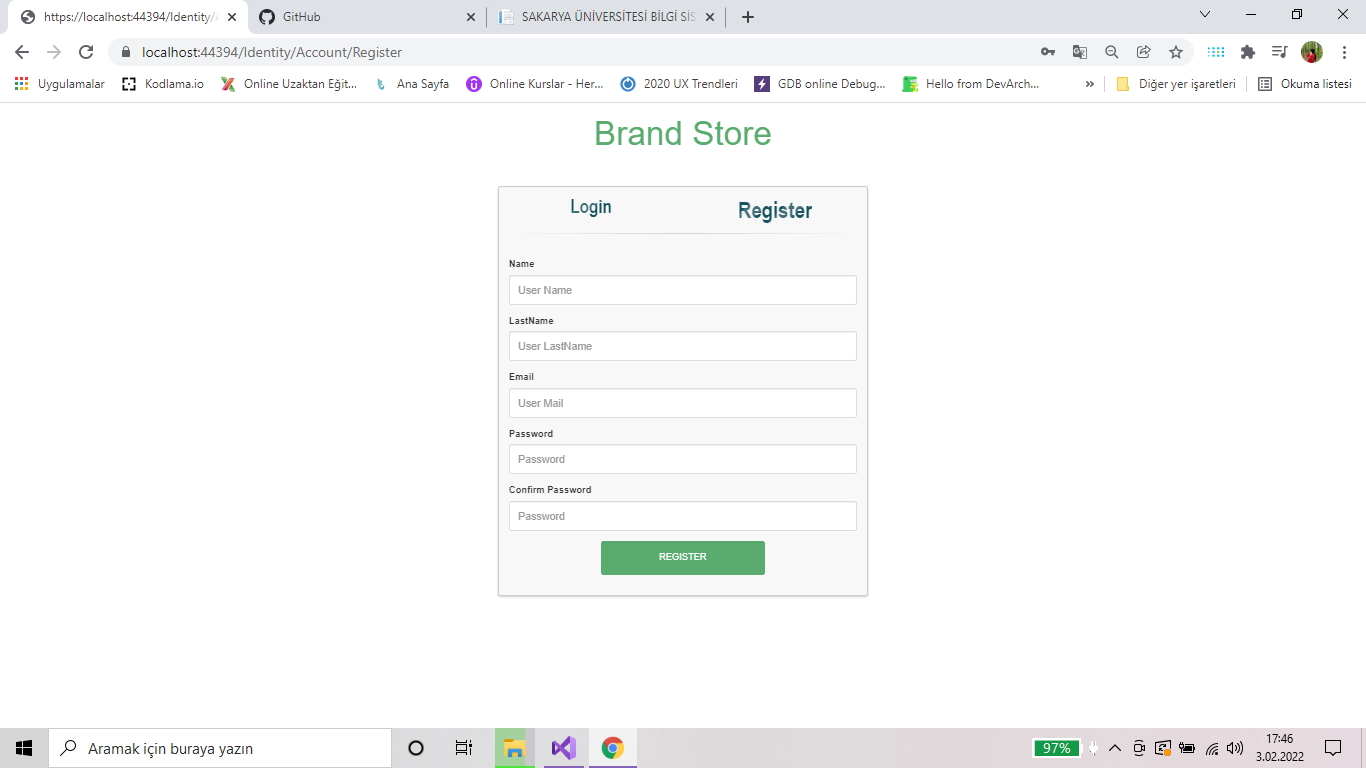 https://localhost:44394/Identity/A
GitHub
SAKARYA ÜNİVERSİTESİ BİLGİ SİS
localhost:44394/Identity/Account/Register
Uygulamalar
Kodlama.io
Online Uzaktan Eğit...
Ana Sayfa
Online Kurslar - Her...
2020 UX Trendleri
GDB online Debug...
Hello from DevArch...
Diğer yer işaretleri
Okuma listesi
Brand Store
Login
Register
Name
User Name
LastName
User LastName
Email
User Mail
Password
Password
Confirm Password
Password
REGISTER
Aramak için buraya yazın
97%
17:46
3.02.2022